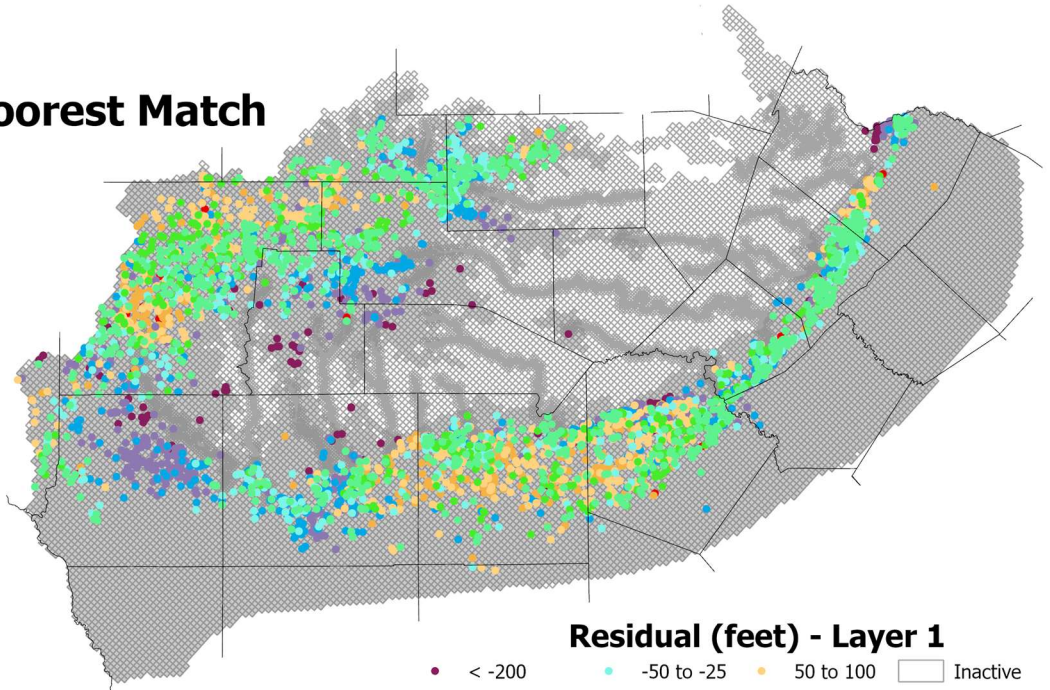 oorest Match
Residual (feet) - Layer 1
< -200 -50 to -25 50 to 100 Inactive